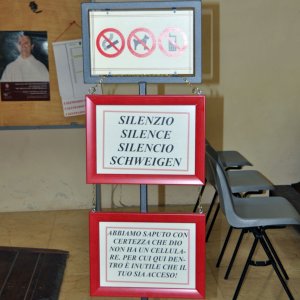 SILENZIO
SILENCE
SILENCIO
SCHWEIGEN
ABBIAMO SAPUTO CON
CERTEZZA CHE DIO
NON HA UN CELLULA-
RE. PER CUI QUI DEN-
TRO È INUTILE CHE IL
TUO SIA ACCESO!